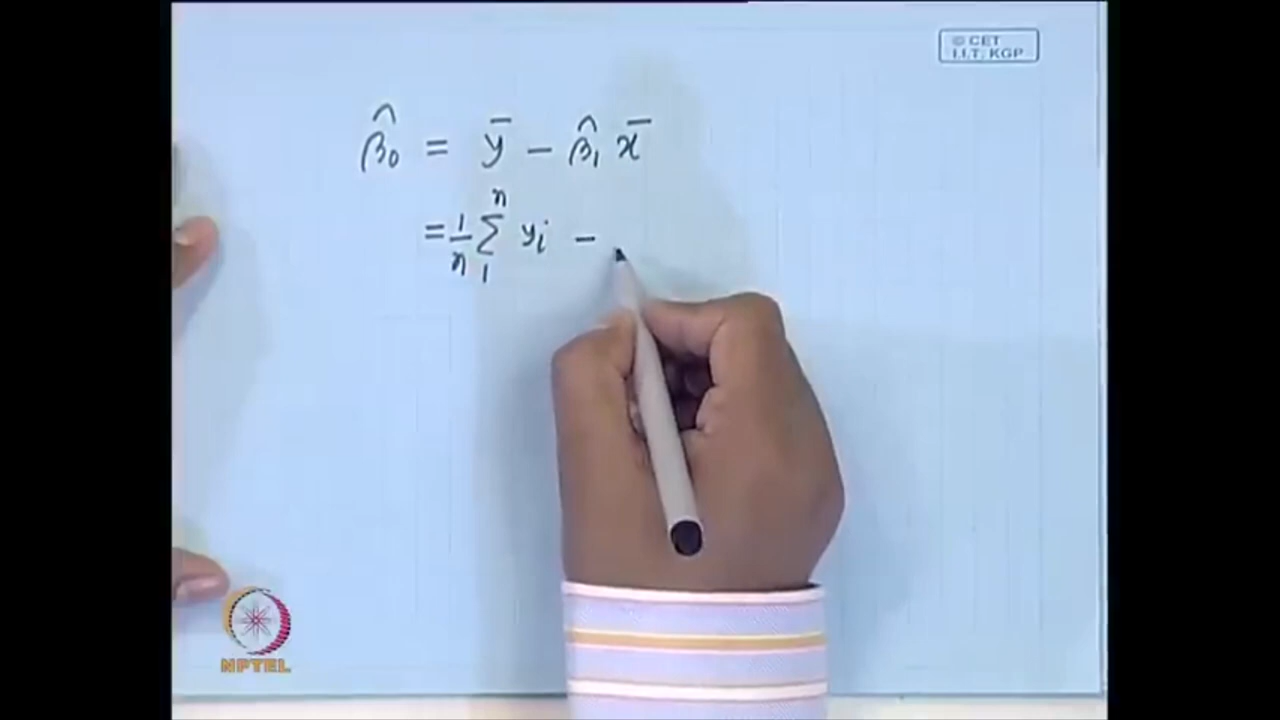 © CET
I.I.T. KGP
β̂₀ = ȳ − β̂₁ x̄
= 1/n ∑₁ⁿ yᵢ −
NPTEL